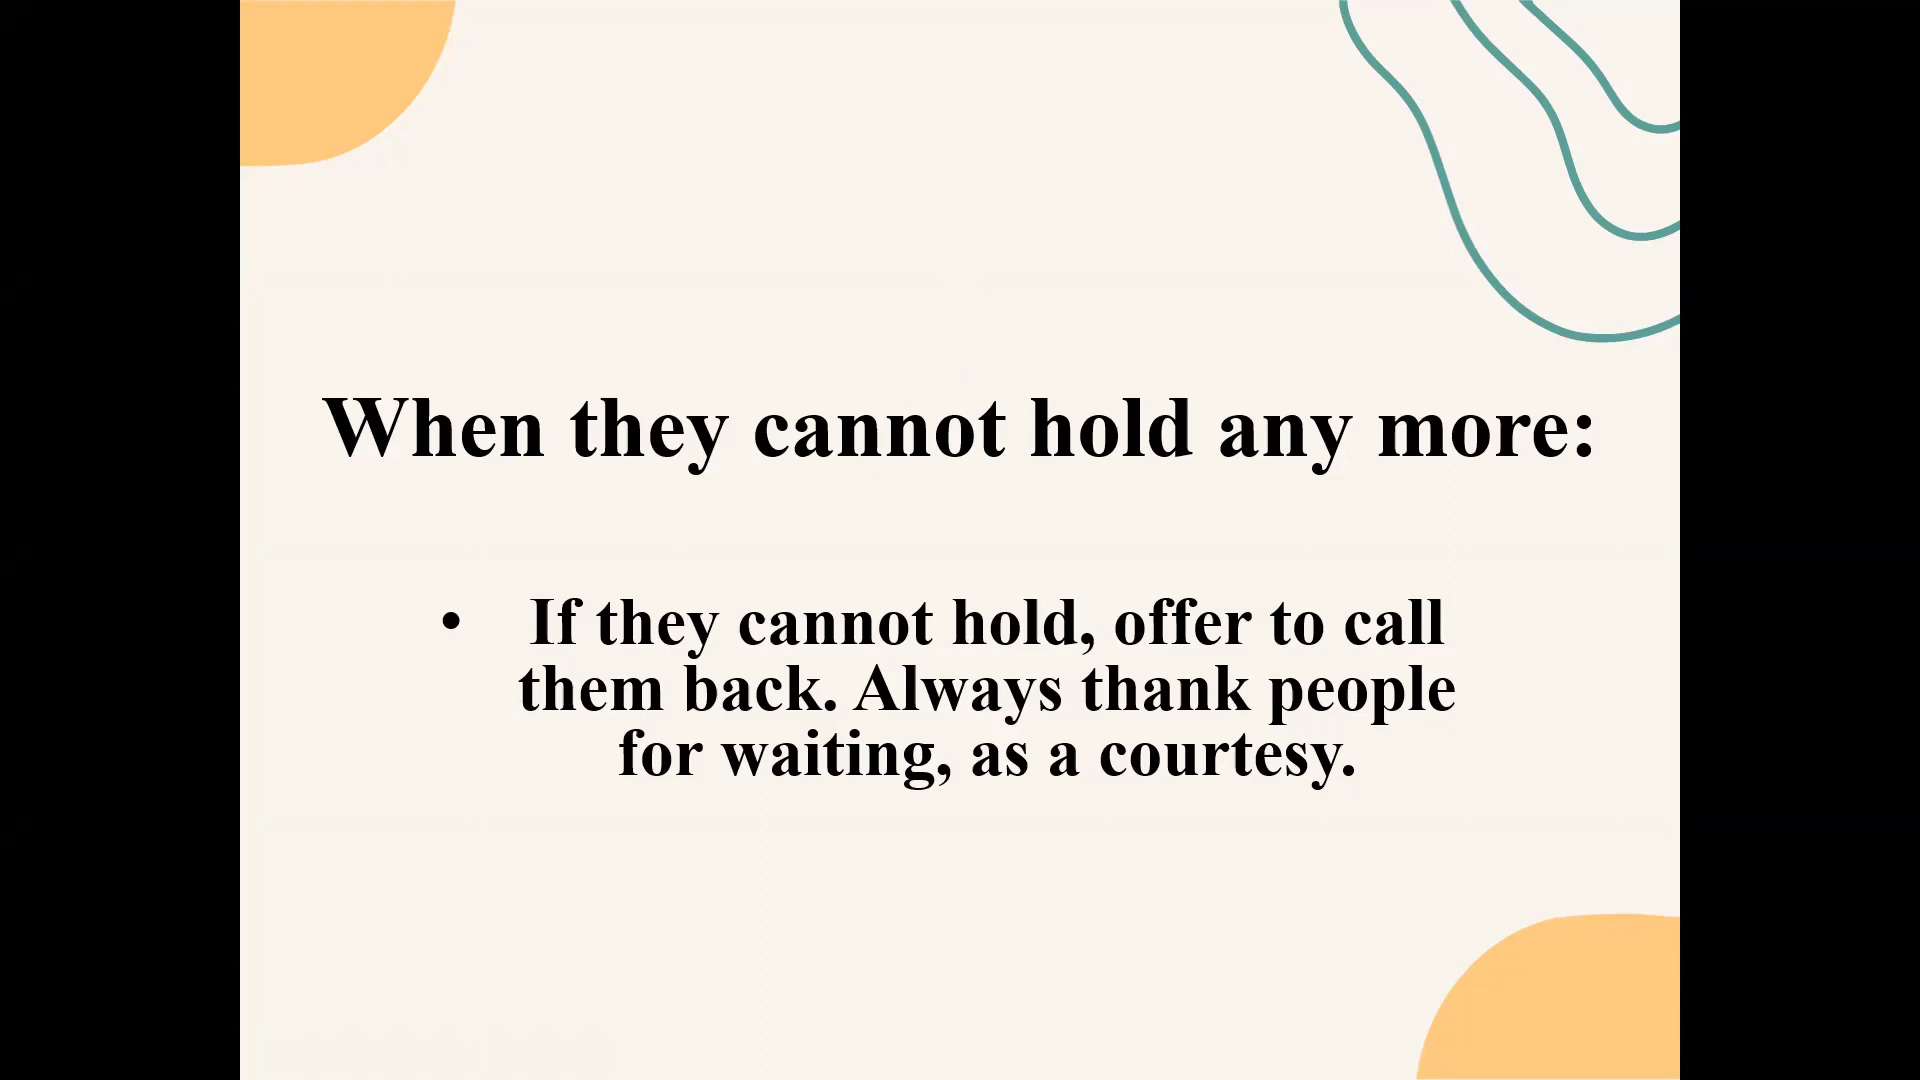 When they cannot hold any more:
• If they cannot hold, offer to call
them back. Always thank people
for waiting, as a courtesy.